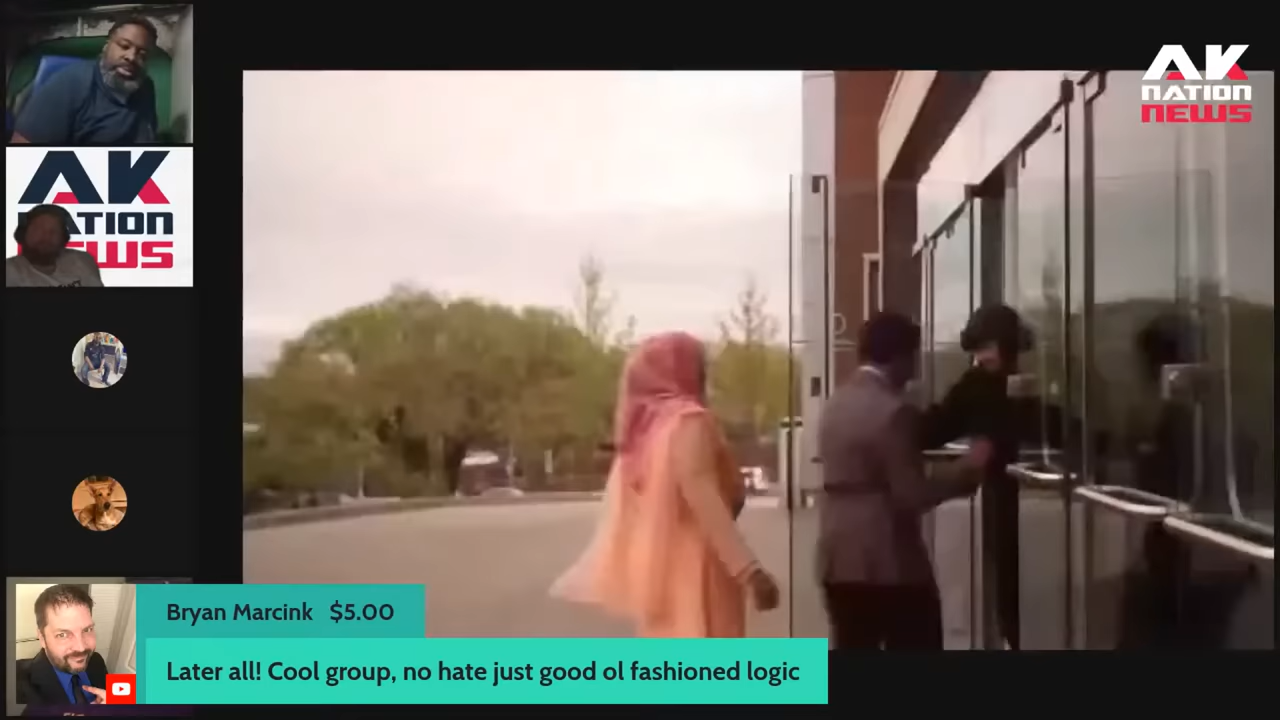 AK
NATION
NEWS
AK
NATION
NEWS
Bryan Marcink $5.00
Later all! Cool group, no hate just good ol fashioned logic